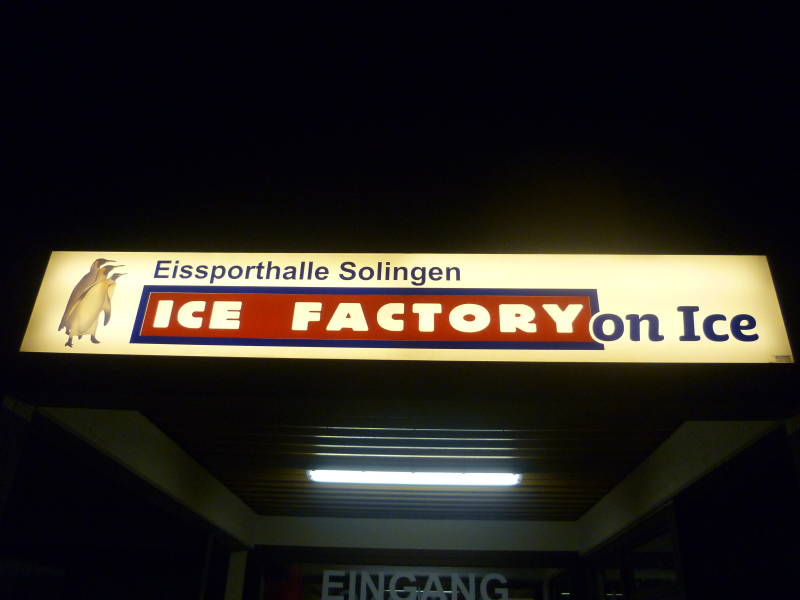 Eissporthalle Solingen
ICE FACTORY on Ice
EINGANG